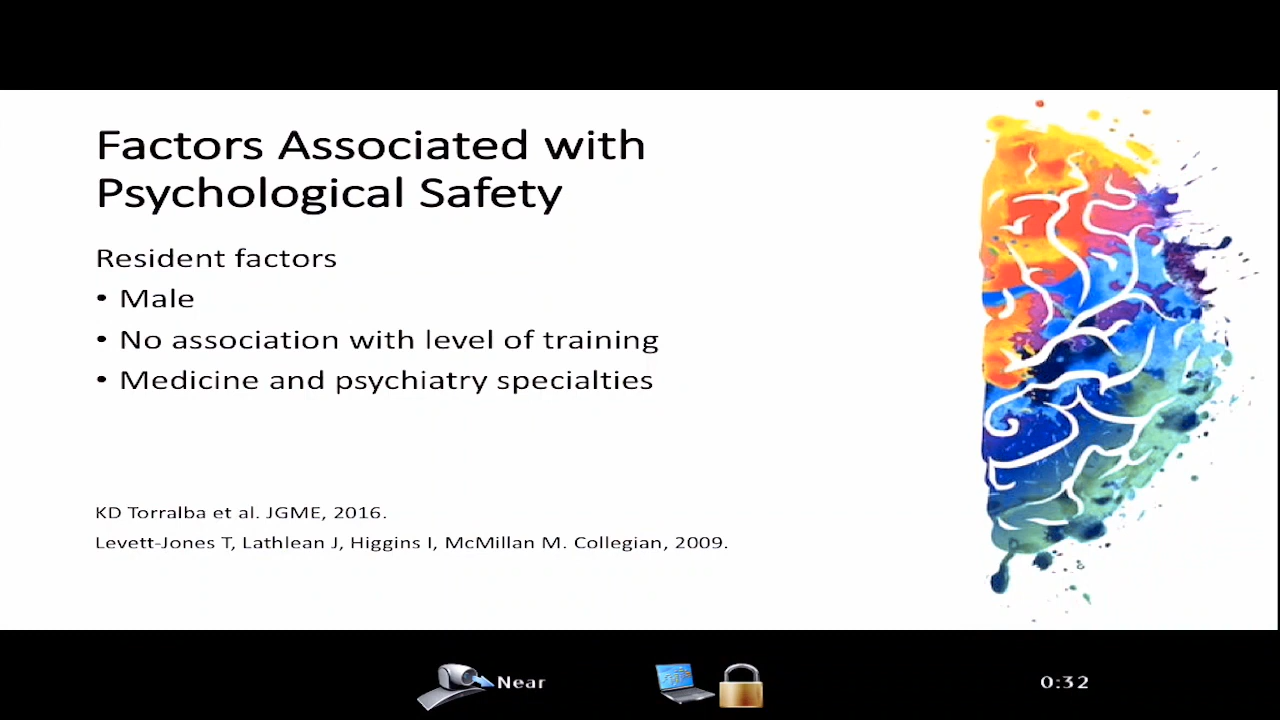 Factors Associated with
Psychological Safety
Resident factors
• Male
• No association with level of training
• Medicine and psychiatry specialties
KD Torralba et al. JGME, 2016.
Levett-Jones T, Lathlean J, Higgins I, McMillan M. Collegian, 2009.
Near
0:32